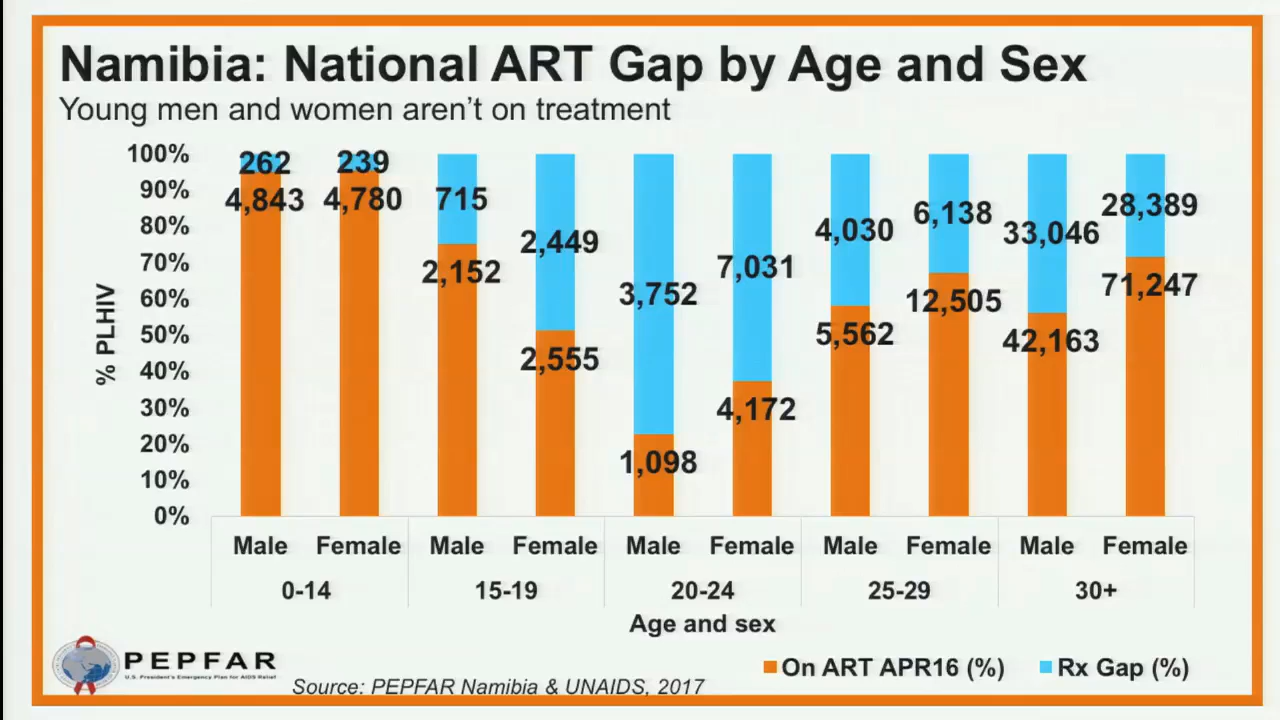 Namibia: National ART Gap by Age and Sex
Young men and women aren't on treatment
100%
90%
80%
70%
60%
50%
40%
30%
20%
10%
0%
% PLHIV
262 239
4,843 4,780 715 2,449 3,752 7,031 4,030 6,138 33,046 28,389
2,152 2,555 1,098 4,172 5,562 12,505 42,163 71,247
Male Female Male Female Male Female Male Female Male Female
0-14 15-19 20-24 25-29 30+
Age and sex
On ART APR16 (%) Rx Gap (%)
PEPFAR
U.S. President's Emergency Plan for AIDS Relief
Source: PEPFAR Namibia & UNAIDS, 2017